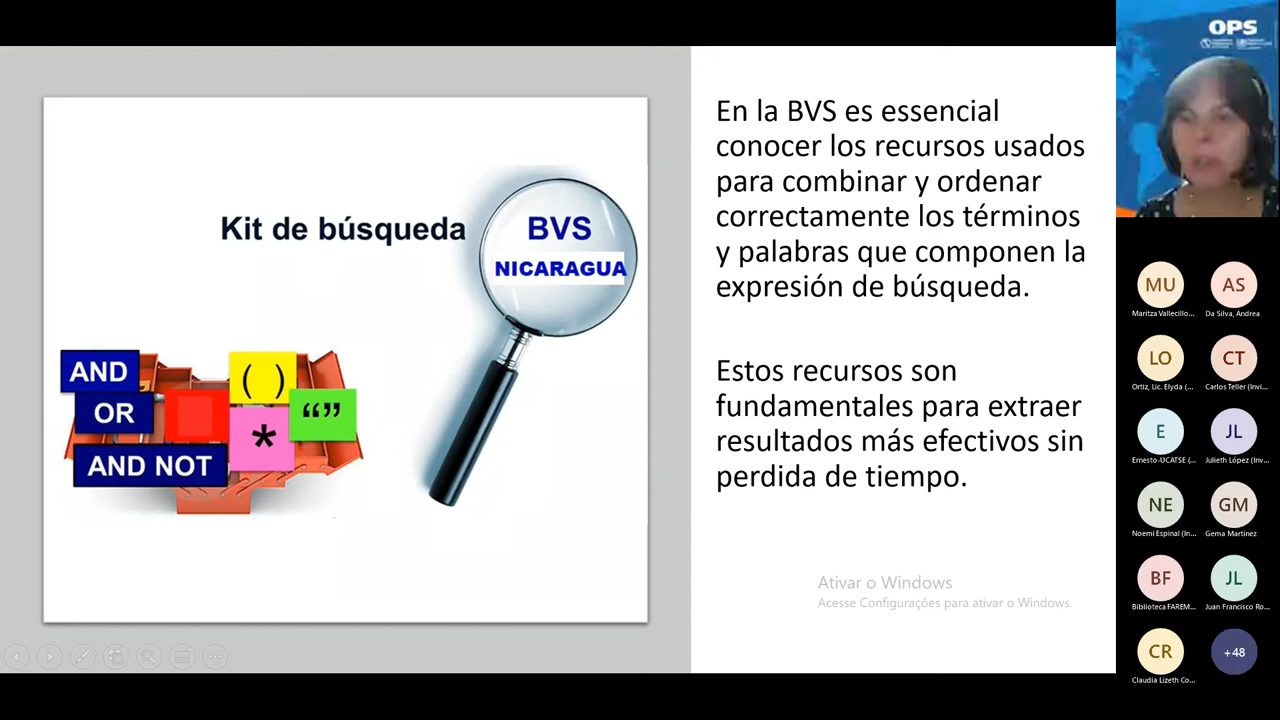 Kit de búsqueda
BVS
NICARAGUA
AND
OR
AND NOT
( )
*
“”
En la BVS es essencial
conocer los recursos usados
para combinar y ordenar
correctamente los términos
y palabras que componen la
expresión de búsqueda.
Estos recursos son
fundamentales para extraer
resultados más efectivos sin
perdida de tiempo.
Ativar o Windows
Acesse Configurações para ativar o Windows.
OPS
MU
AS
Maritza Vallecillo...
Da Silva, Andrea
LO
CT
Ortiz, Lic. Elyda (...
Carlos Teller (Invi...
E
JL
Ernesto-UCATSE (...
Julieth López (Inv...
NE
GM
Noemi Espinal (In...
Gema Martínez
BF
JL
Biblioteca FAREM...
Juan Francisco Ro...
CR
+48
Claudia Lizeth Co...